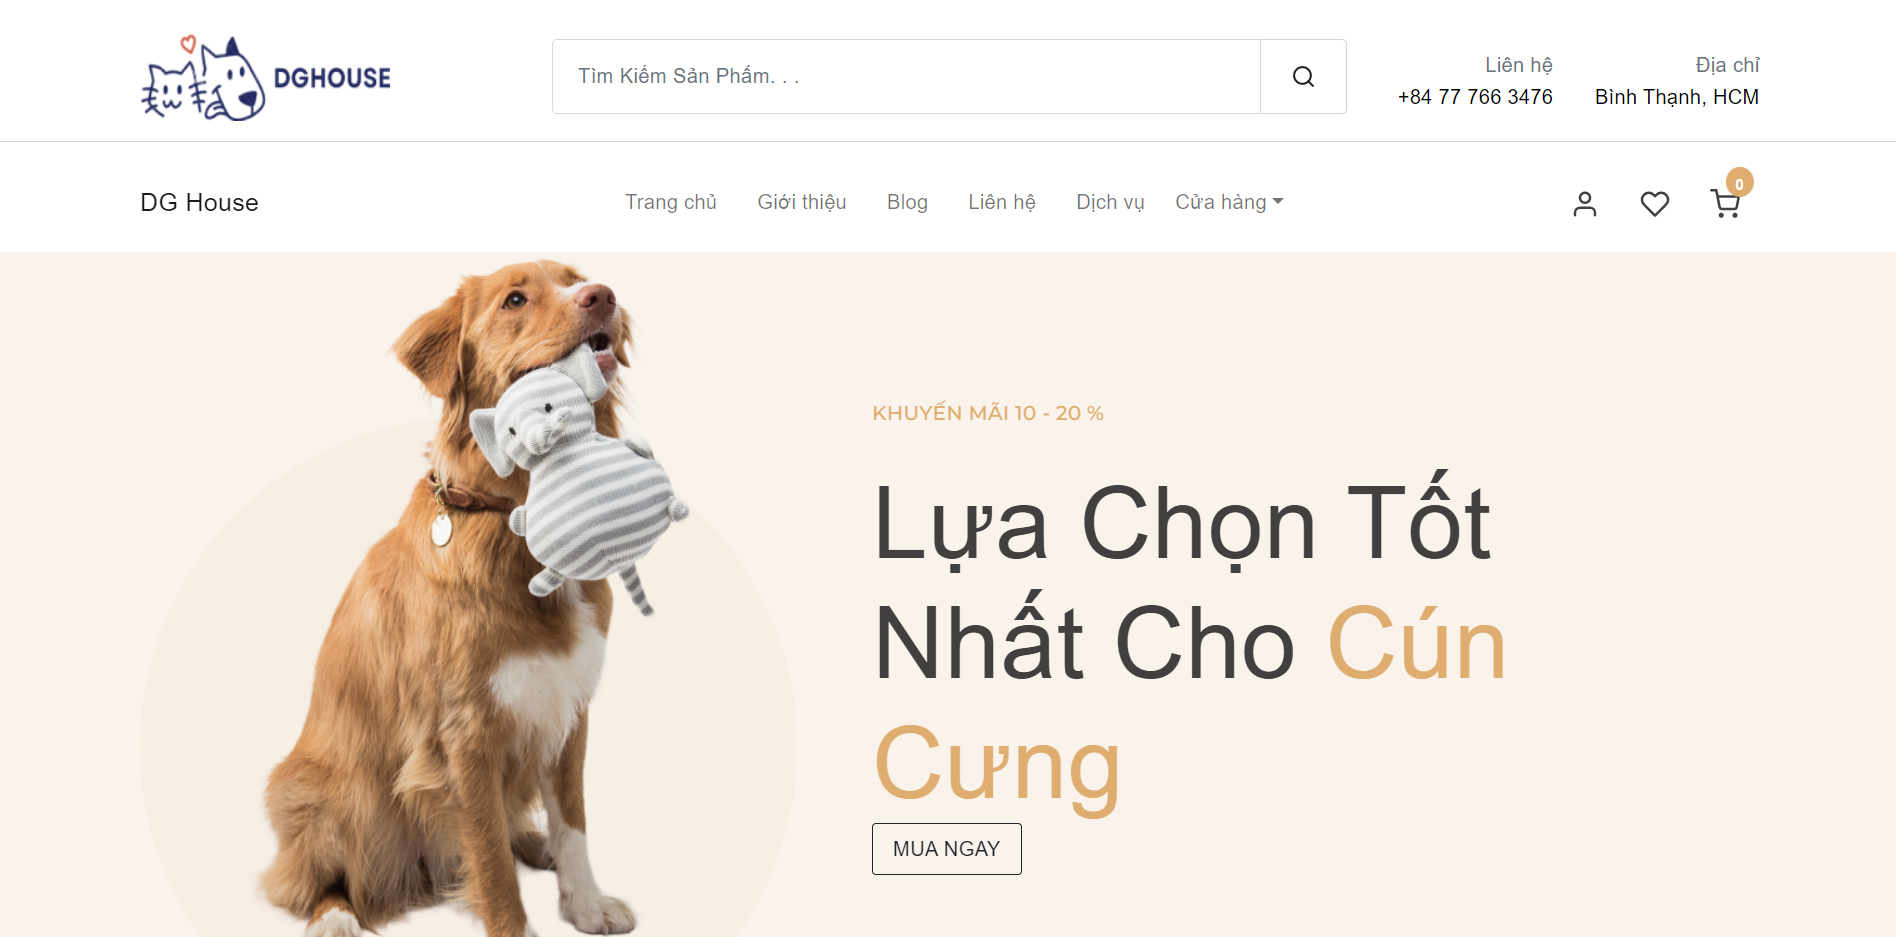 DGHOUSE
Tìm Kiếm Sản Phẩm. . .
Liên hệ
+84 77 766 3476
Địa chỉ
Bình Thạnh, HCM
DG House
Trang chủ
Giới thiệu
Blog
Liên hệ
Dịch vụ
Cửa hàng
0
KHUYẾN MÃI 10 - 20 %
Lựa Chọn Tốt
Nhất Cho Cún
Cưng
MUA NGAY